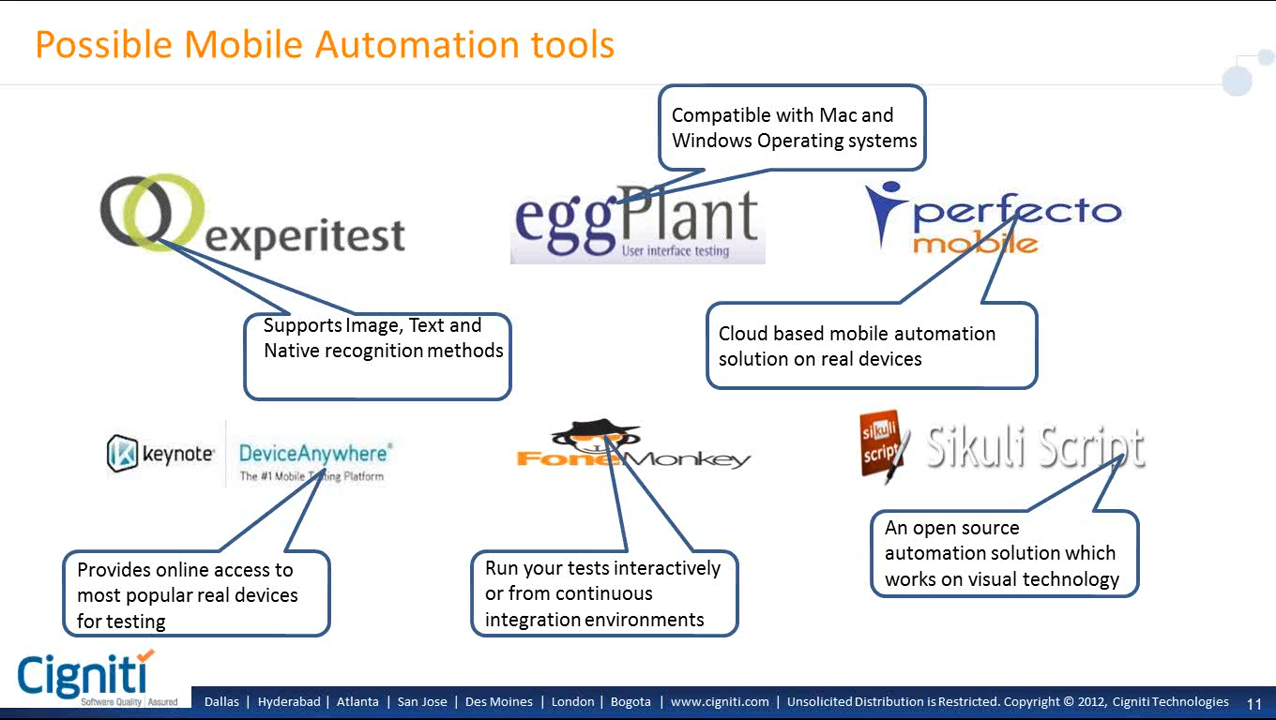 Possible Mobile Automation tools
Compatible with Mac and
Windows Operating systems
experitest
eggPlant
User interface testing
perfecto
mobile
Supports Image, Text and
Native recognition methods
Cloud based mobile automation
solution on real devices
keynote®
DeviceAnywhere®
The #1 Mobile Testing Platform
FoneMonkey
sikuli
script
Sikuli Script
Provides online access to
most popular real devices
for testing
Run your tests interactively
or from continuous
integration environments
An open source
automation solution which
works on visual technology
Cigniti
Software Quality | Assured
Dallas | Hyderabad | Atlanta | San Jose | Des Moines | London | Bogota | www.cigniti.com | Unsolicited Distribution is Restricted. Copyright © 2012, Cigniti Technologies 11